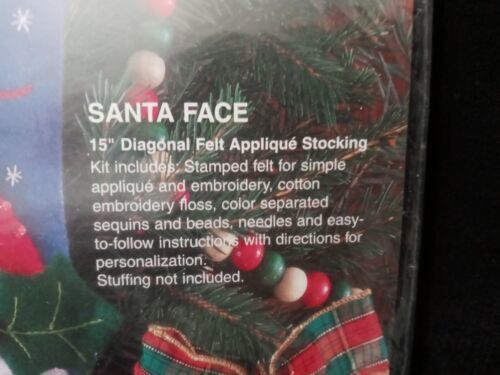 SANTA FACE
15" Diagonal Felt Appliqué Stocking
Kit includes: Stamped felt for simple
appliqué and embroidery, cotton
embroidery floss, color separated
sequins and beads, needles and easy-
to-follow instructions with directions for
personalization.
Stuffing not included.